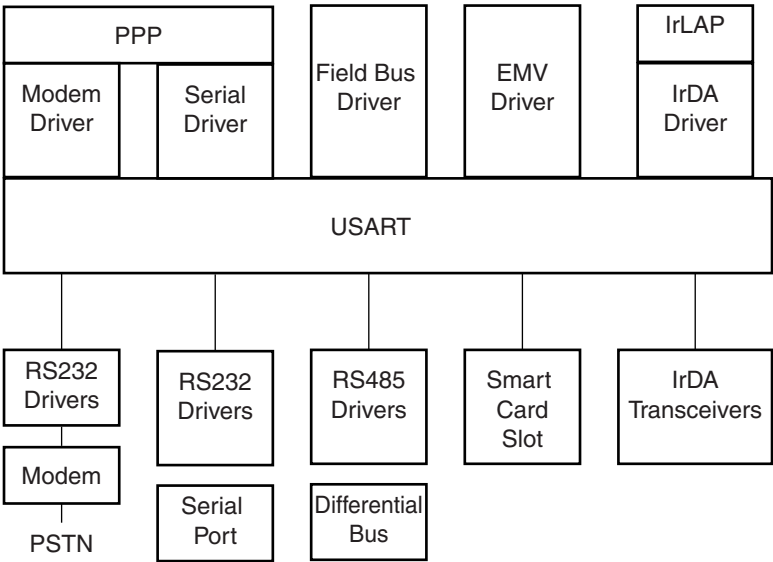 PPP
IrLAP
Modem
Driver
Serial
Driver
Field Bus
Driver
EMV
Driver
IrDA
Driver
USART
RS232
Drivers
RS232
Drivers
RS485
Drivers
Smart
Card
Slot
IrDA
Transceivers
Modem
Serial
Port
Differential
Bus
PSTN